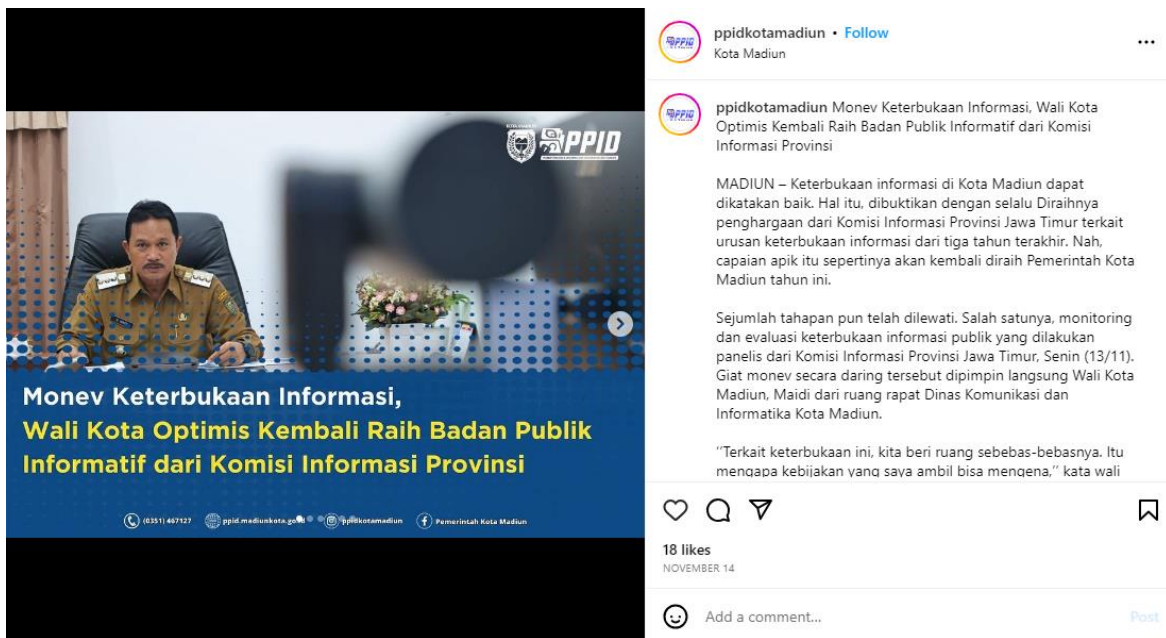 PPID
Monev Keterbukaan Informasi,
Wali Kota Optimis Kembali Raih Badan Publik
Informatif dari Komisi Informasi Provinsi
(0351) 467127
ppid.madiunkota.go.id
ppidkotamadiun
Pemerintah Kota Madiun
ppidkotamadiun • Follow
Kota Madiun
ppidkotamadiun Monev Keterbukaan Informasi, Wali Kota
Optimis Kembali Raih Badan Publik Informatif dari Komisi
Informasi Provinsi
MADIUN – Keterbukaan informasi di Kota Madiun dapat
dikatakan baik. Hal itu, dibuktikan dengan selalu Diraihnya
penghargaan dari Komisi Informasi Provinsi Jawa Timur terkait
urusan keterbukaan informasi dari tiga tahun terakhir. Nah,
capaian apik itu sepertinya akan kembali diraih Pemerintah Kota
Madiun tahun ini.
Sejumlah tahapan pun telah dilewati. Salah satunya, monitoring
dan evaluasi keterbukaan informasi publik yang dilakukan
panelis dari Komisi Informasi Provinsi Jawa Timur, Senin (13/11).
Giat monev secara daring tersebut dipimpin langsung Wali Kota
Madiun, Maidi dari ruang rapat Dinas Komunikasi dan
Informatika Kota Madiun.
‘‘Terkait keterbukaan ini, kita beri ruang sebebas-bebasnya. Itu
mengapa kebijakan yang saya ambil bisa mengena,’’ kata wali
18 likes
NOVEMBER 14
Add a comment...
Post